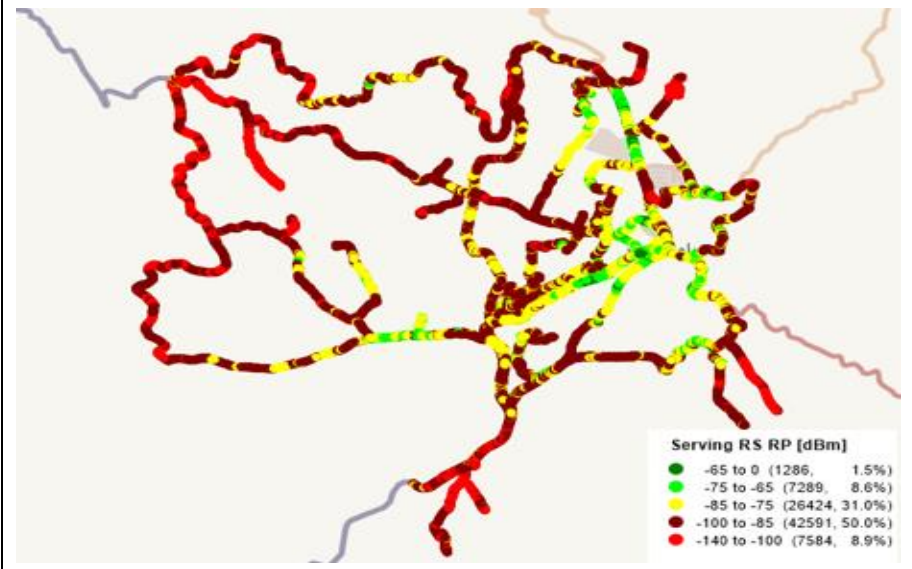 Serving RS RP [dBm]
-65 to 0 (1286, 1.5%)
-75 to -65 (7289, 8.6%)
-85 to -75 (26424, 31.0%)
-100 to -85 (42591, 50.0%)
-140 to -100 (7584, 8.9%)